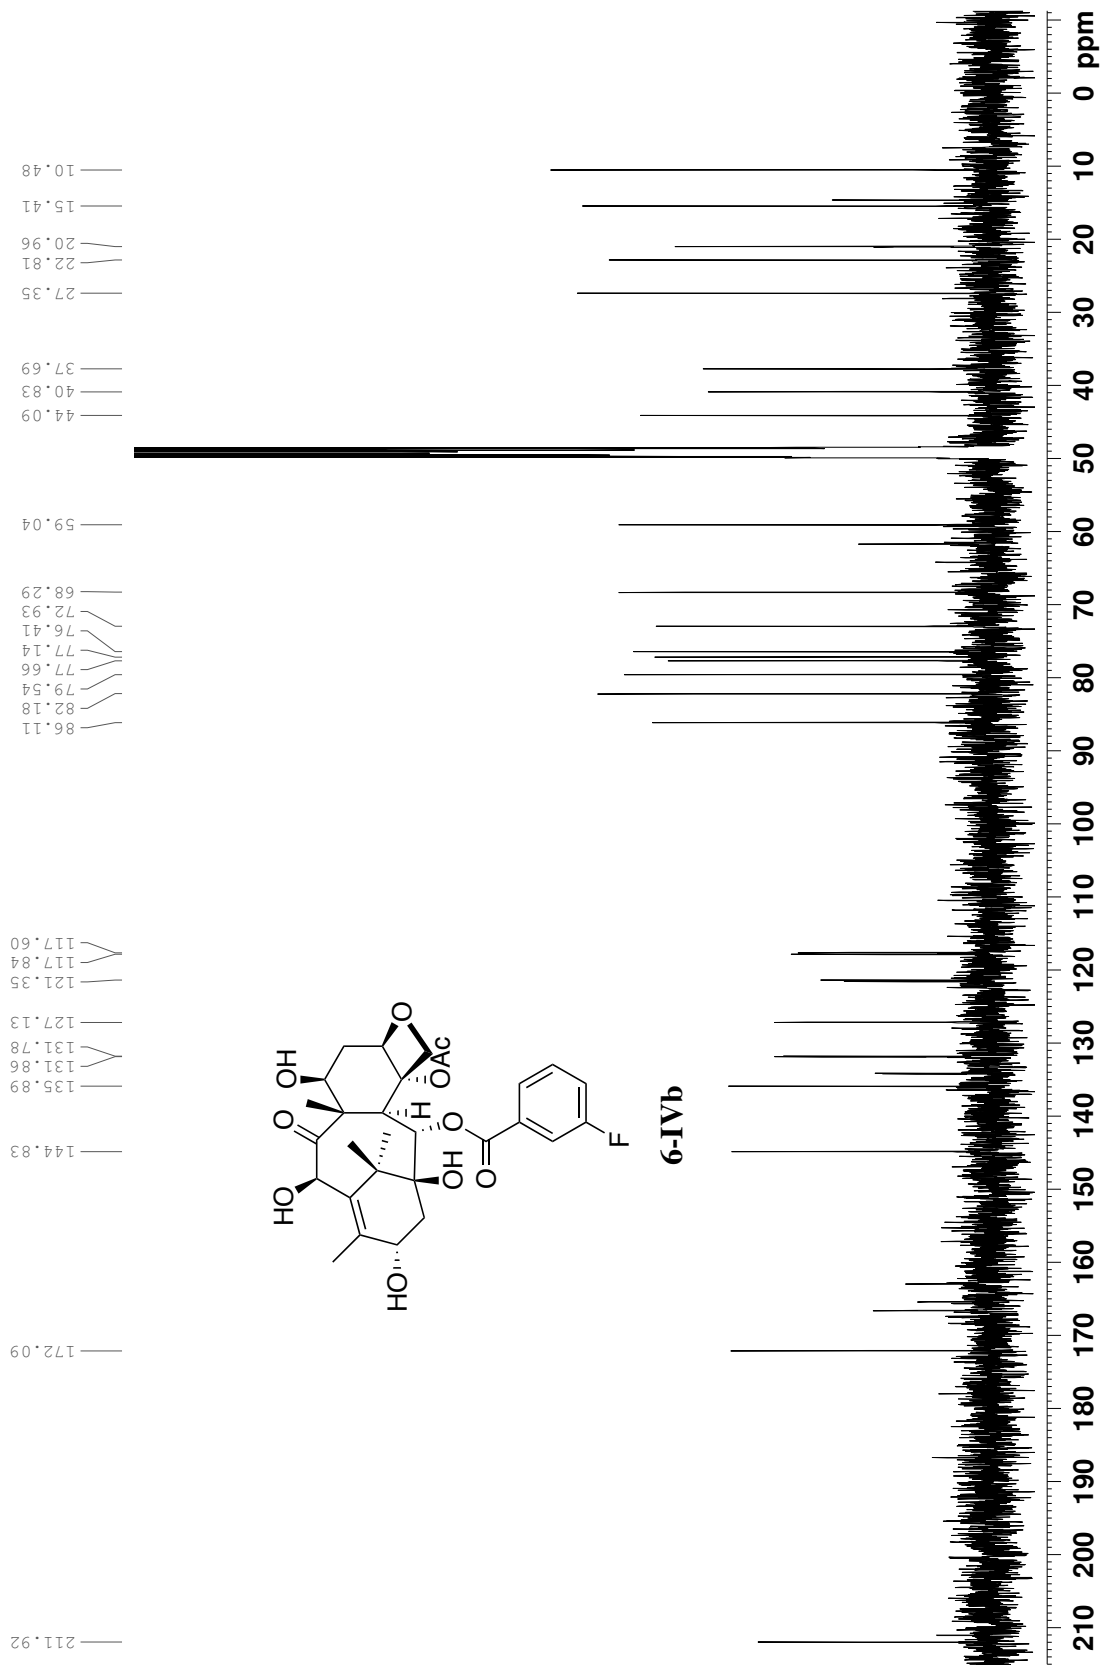 211.92
172.09
144.83
135.89
131.86
131.78
127.13
121.35
117.84
117.60
86.11
82.18
79.54
77.66
77.14
76.41
72.93
68.29
59.04
44.09
40.83
37.69
27.35
22.81
20.96
15.41
10.48
HO
O
OH
O
HO
OH
H
OAc
O
O
F
6-IVb
210 200 190 180 170 160 150 140 130 120 110 100 90 80 70 60 50 40 30 20 10 0 ppm